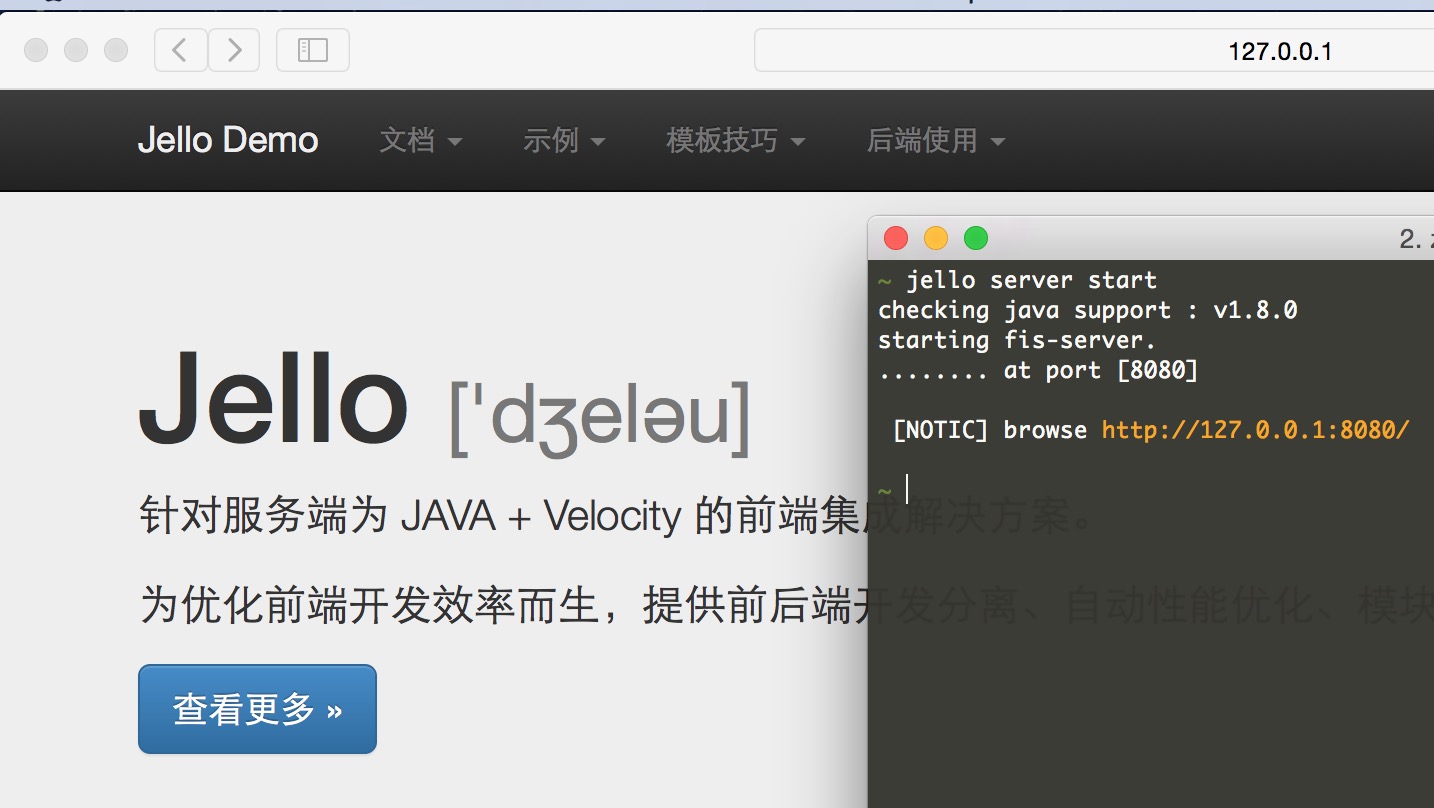 127.0.0.1
Jello Demo 文档 示例 模板技巧 后端使用
2.
~ jello server start
checking java support : v1.8.0
starting fis-server.
........ at port [8080]
[NOTIC] browse http://127.0.0.1:8080/
~
Jello ['dʒeləu]
针对服务端为 JAVA + Velocity 的前端集成解决方案。
为优化前端开发效率而生，提供前后端开发分离、自动性能优化、模块
查看更多 »